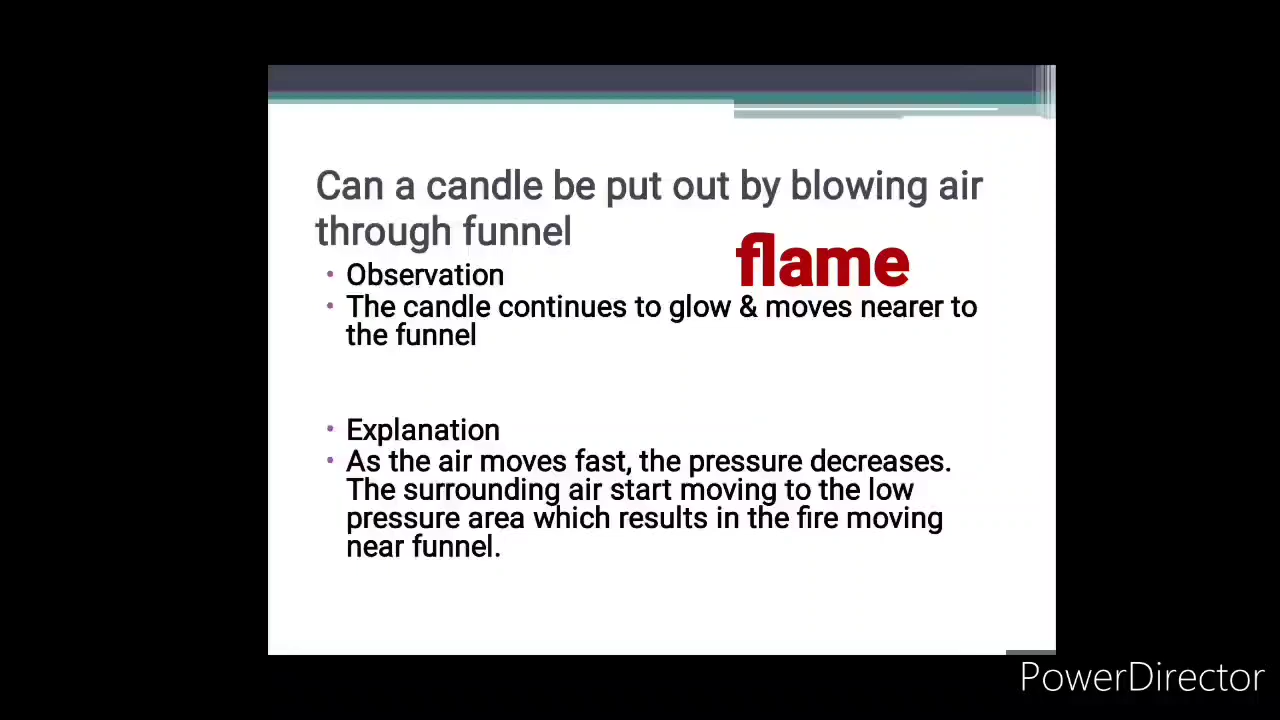 Can a candle be put out by blowing air
through funnel
flame
• Observation
• The candle continues to glow & moves nearer to
the funnel
• Explanation
• As the air moves fast, the pressure decreases.
The surrounding air start moving to the low
pressure area which results in the fire moving
near funnel.
PowerDirector